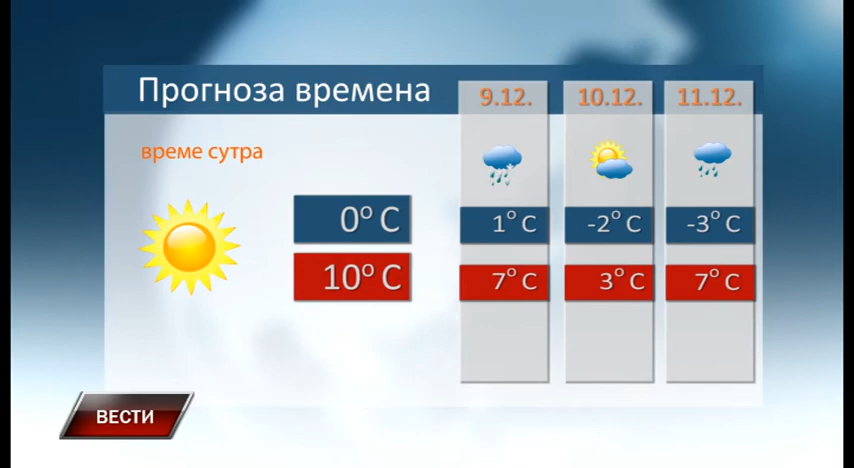 Прогноза времена
време сутра
0° C
10° C
9.12. 10.12. 11.12.
1° C -2° C -3° C
7° C 3° C 7° C
ВЕСТИ